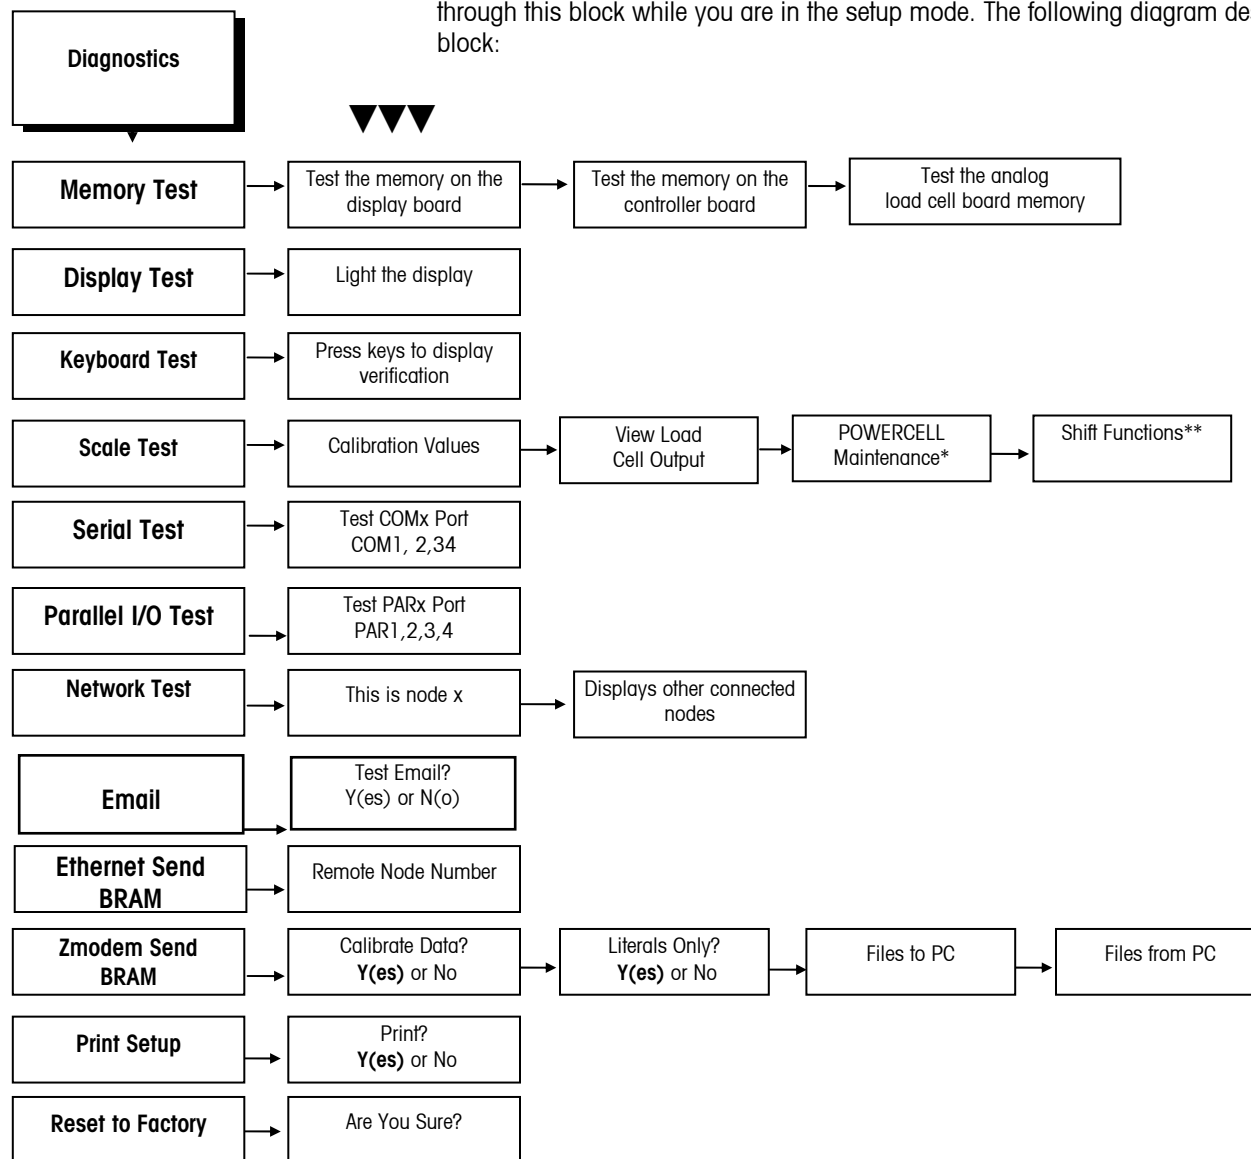 through this block while you are in the setup mode. The following diagram de
block:
Diagnostics
Memory Test
Test the memory on the
display board
Test the memory on the
controller board
Test the analog
load cell board memory
Display Test
Light the display
Keyboard Test
Press keys to display
verification
Scale Test
Calibration Values
View Load
Cell Output
POWERCELL
Maintenance*
Shift Functions**
Serial Test
Test COMx Port
COM1, 2,34
Parallel I/O Test
Test PARx Port
PAR1,2,3,4
Network Test
This is node x
Displays other connected
nodes
Email
Test Email?
Y(es) or N(o)
Ethernet Send
BRAM
Remote Node Number
Zmodem Send
BRAM
Calibrate Data?
Y(es) or No
Literals Only?
Y(es) or No
Files to PC
Files from PC
Print Setup
Print?
Y(es) or No
Reset to Factory
Are You Sure?